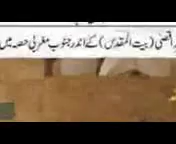 اقصیٰ (بیت المقدس) کے اندر جنوب مغربی حصہ میں